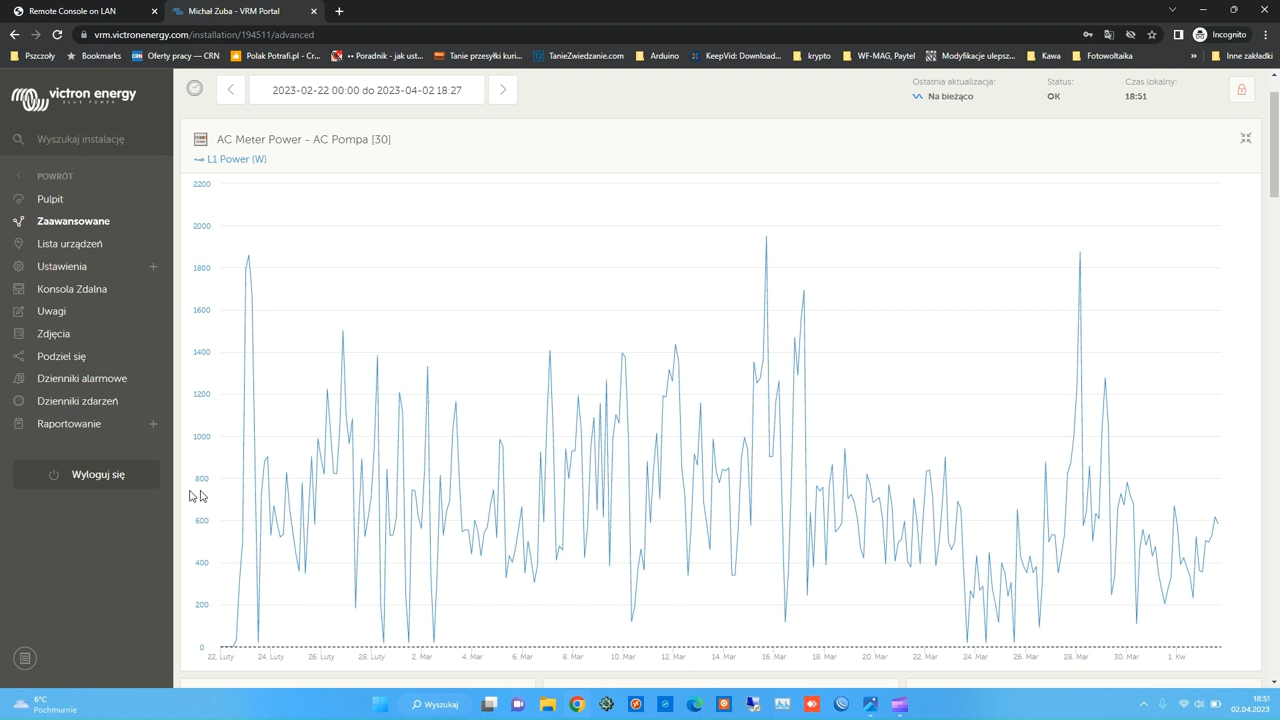 Remote Console on LAN
Michał Zuba - VRM Portal
vrm.victronenergy.com/installation/194511/advanced
Incognito
Pszczoły
Bookmarks
Oferty pracy — CRN
Polak Potrafi.pl - Cr...
•• Poradnik - jak ust...
Tanie przesyłki kuri...
TanieZwiedzanie.com
Arduino
KeepVid: Downloa...
krypto
WF-MAG, Paytel
Modyfikacje ulepsz...
Kawa
Fotowoltaika
»
Inne zakładki
victron energy
BLUE POWER
2023-02-22 00:00 do 2023-04-02 18:27
Ostatnia aktualizacja:
Na bieżąco
Status:
OK
Czas lokalny:
18:51
Wyszukaj instalację
POWRÓT
Pulpit
Zaawansowane
Lista urządzeń
Ustawienia
Konsola Zdalna
Uwagi
Zdjęcia
Podziel się
Dzienniki alarmowe
Dzienniki zdarzeń
Raportowanie
Wyloguj się
AC Meter Power - AC Pompa [30]
L1 Power (W)
2200
2000
1800
1600
1400
1200
1000
800
600
400
200
0
22. Luty 24. Luty 26. Luty 28. Luty 2. Mar 4. Mar 6. Mar 8. Mar 10. Mar 12. Mar 14. Mar 16. Mar 18. Mar 20. Mar 22. Mar 24. Mar 26. Mar 28. Mar 30. Mar 1. Kw
6°C
Pochmurnie
Wyszukaj
18:51
02.04.2023